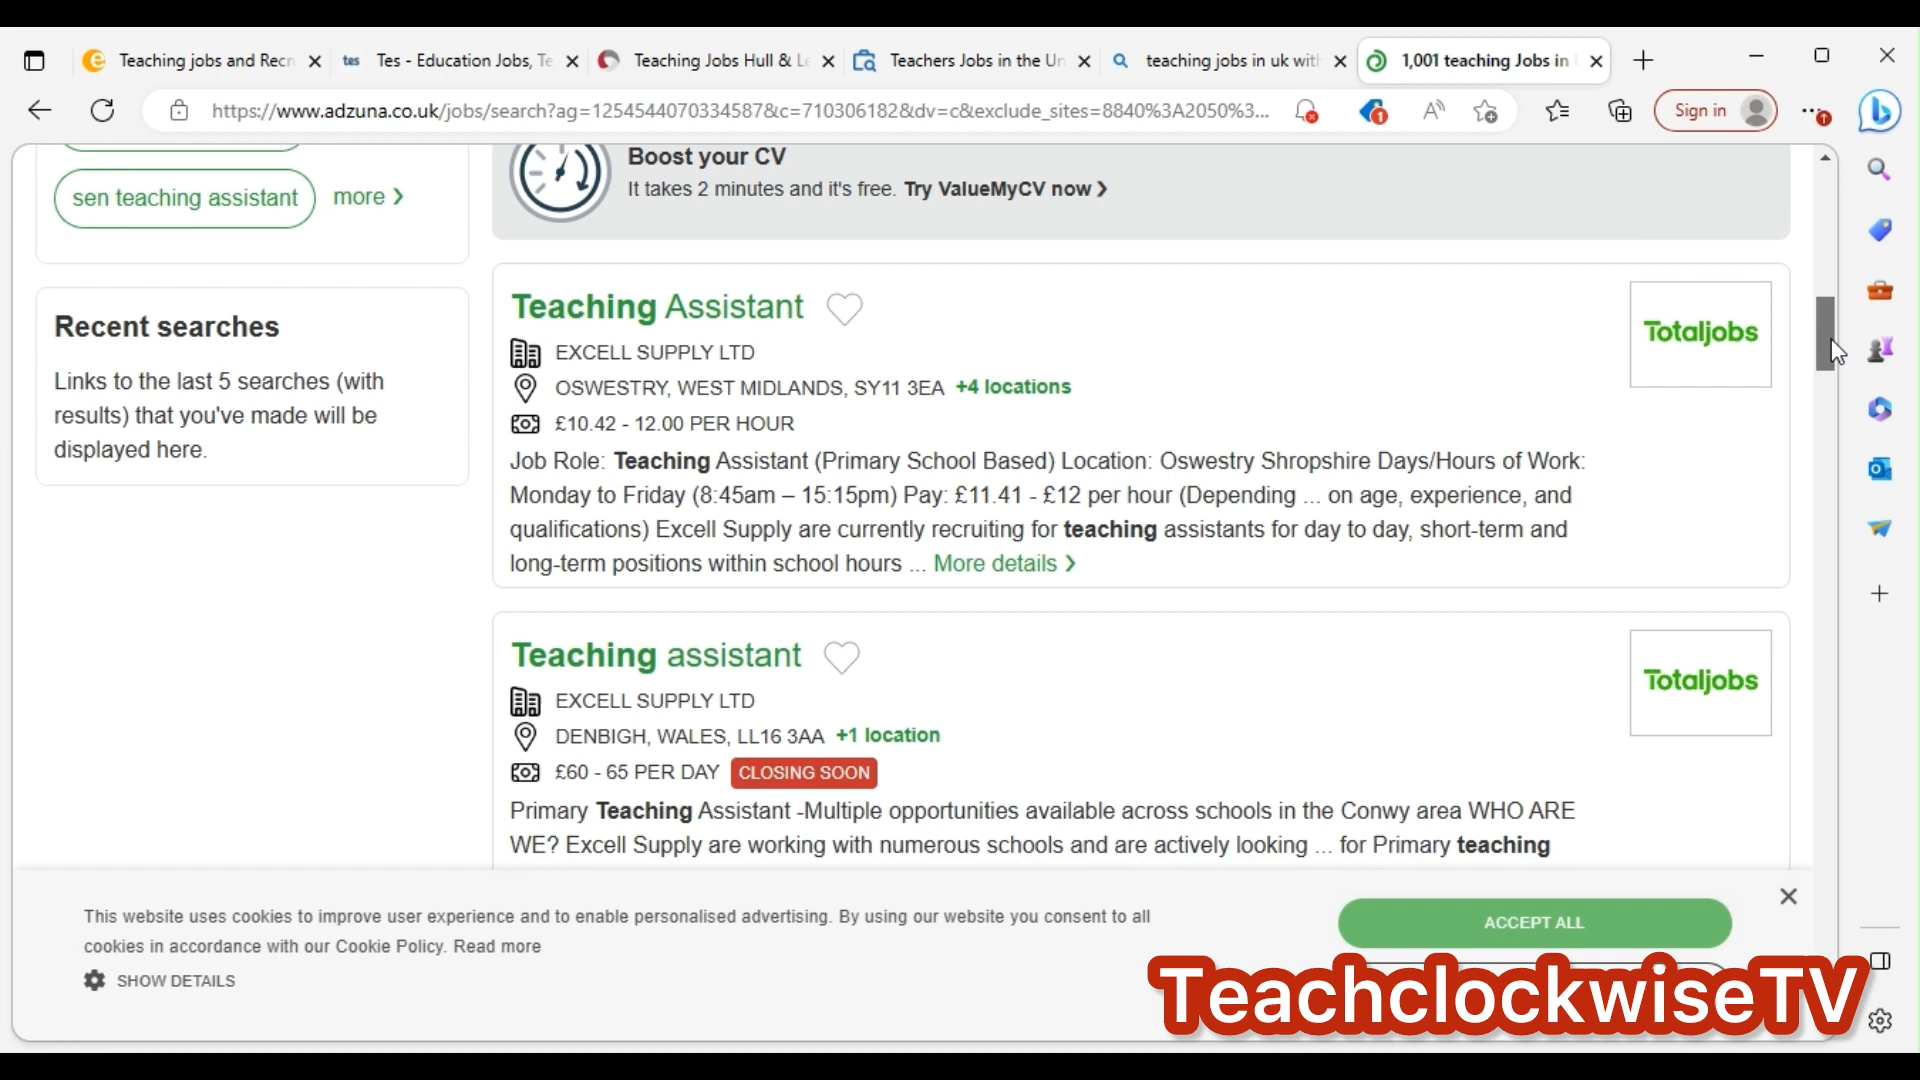 Teaching jobs and Recr
Tes - Education Jobs, Te
Teaching Jobs Hull & Le
Teachers Jobs in the Un
teaching jobs in uk with
1,001 teaching Jobs in
tes
https://www.adzuna.co.uk/jobs/search?ag=1254544070334587&c=710306182&dv=c&exclude_sites=8840%3A2050%3...
1
Sign in
sen teaching assistant
more
Boost your CV
It takes 2 minutes and it's free. Try ValueMyCV now
Recent searches
Links to the last 5 searches (with
results) that you've made will be
displayed here.
Teaching Assistant
Totaljobs
EXCELL SUPPLY LTD
OSWESTRY, WEST MIDLANDS, SY11 3EA +4 locations
£10.42 - 12.00 PER HOUR
Job Role: Teaching Assistant (Primary School Based) Location: Oswestry Shropshire Days/Hours of Work:
Monday to Friday (8:45am – 15:15pm) Pay: £11.41 - £12 per hour (Depending ... on age, experience, and
qualifications) Excell Supply are currently recruiting for teaching assistants for day to day, short-term and
long-term positions within school hours ... More details
Teaching assistant
Totaljobs
EXCELL SUPPLY LTD
DENBIGH, WALES, LL16 3AA +1 location
£60 - 65 PER DAY CLOSING SOON
Primary Teaching Assistant -Multiple opportunities available across schools in the Conwy area WHO ARE
WE? Excell Supply are working with numerous schools and are actively looking ... for Primary teaching
This website uses cookies to improve user experience and to enable personalised advertising. By using our website you consent to all
cookies in accordance with our Cookie Policy. Read more
SHOW DETAILS
ACCEPT ALL
TeachclockwiseTV